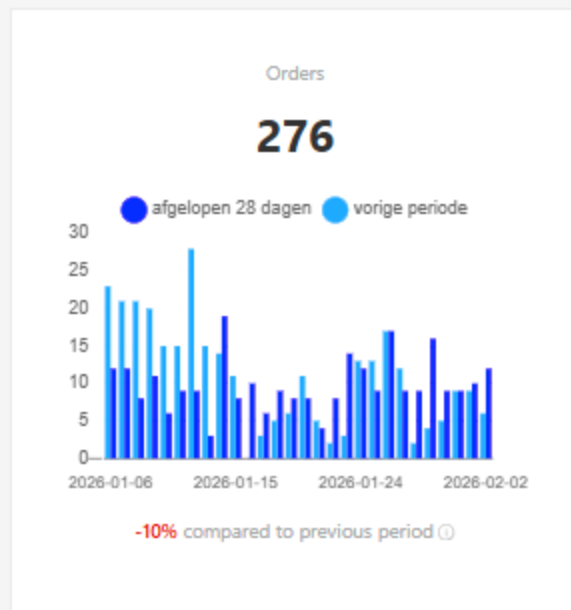 Orders
276
afgelopen 28 dagen vorige periode
30
25
20
15
10
5
0
2026-01-06 2026-01-15 2026-01-24 2026-02-02
-10% compared to previous period ⓘ